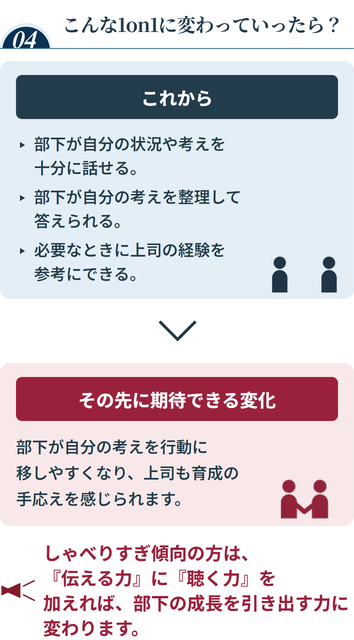 04
こんな1on1に変わっていったら？
これから
部下が自分の状況や考えを
十分に話せる。
部下が自分の考えを整理して
答えられる。
必要なときに上司の経験を
参考にできる。
その先に期待できる変化
部下が自分の考えを行動に
移しやすくなり、上司も育成の
手応えを感じられます。
しゃべりすぎ傾向の方は、
『伝える力』に『聴く力』を
加えれば、部下の成長を引き出す力に
変わります。